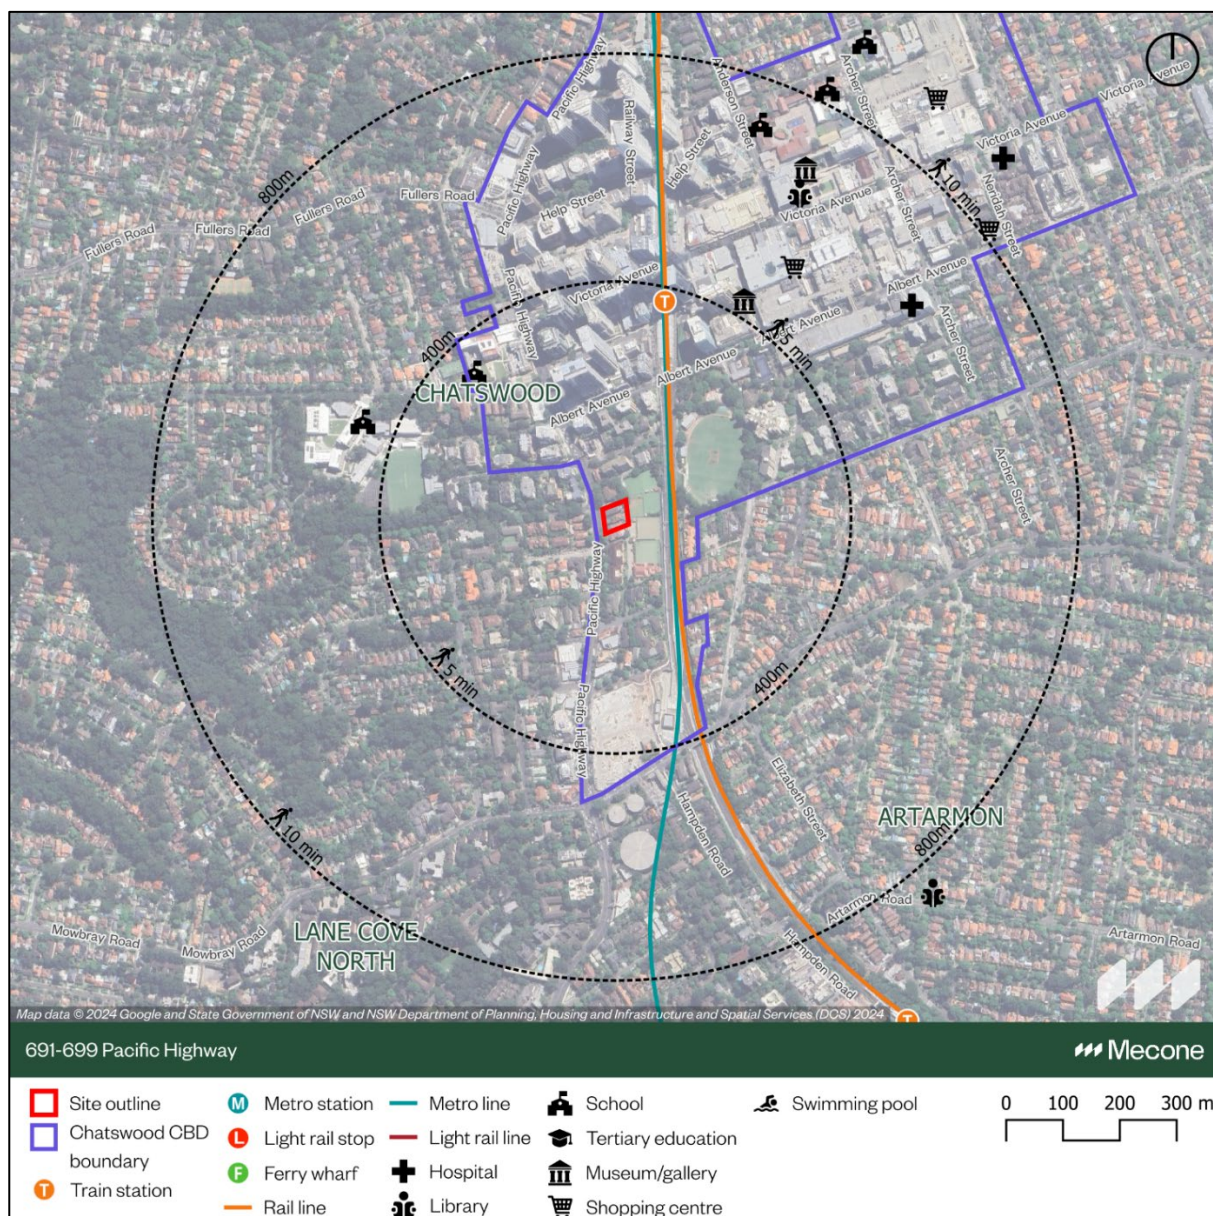 Pacific Highway
Pacific Highway
Railway Street
Anderson Street
Help Street
Archer Street
Victoria Avenue
Victoria Avenue
800m
Fullers Road
Fullers Road
Fullers Road
Fullers Road
Pacific Highway
Help Street
Victoria Avenue
Archer Street
10 min
Neridah Street
Victoria Avenue
T
Pacific Highway
Albert Avenue
400m
Albert Avenue
5 min
Archer Street
CHATSWOOD
Albert Avenue
Albert Avenue
Archer Street
Pacific Highway
5 min
400m
Pacific Highway
Elizabeth Street
10 min
Hampden Road
ARTARMON
800m
Artarmon Road
Mowbray Road
Mowbray Road
LANE COVE
NORTH
Hampden Road
Artarmon Road
T
Map data © 2024 Google and State Government of NSW and NSW Department of Planning, Housing and Infrastructure and Spatial Services (DCS) 2024
691-699 Pacific Highway
Mecone
Site outline
Chatswood CBD
boundary
T Train station
M Metro station
L Light rail stop
F Ferry wharf
Rail line
Metro line
Light rail line
Hospital
Library
School
Tertiary education
Museum/gallery
Shopping centre
Swimming pool
0 100 200 300 m